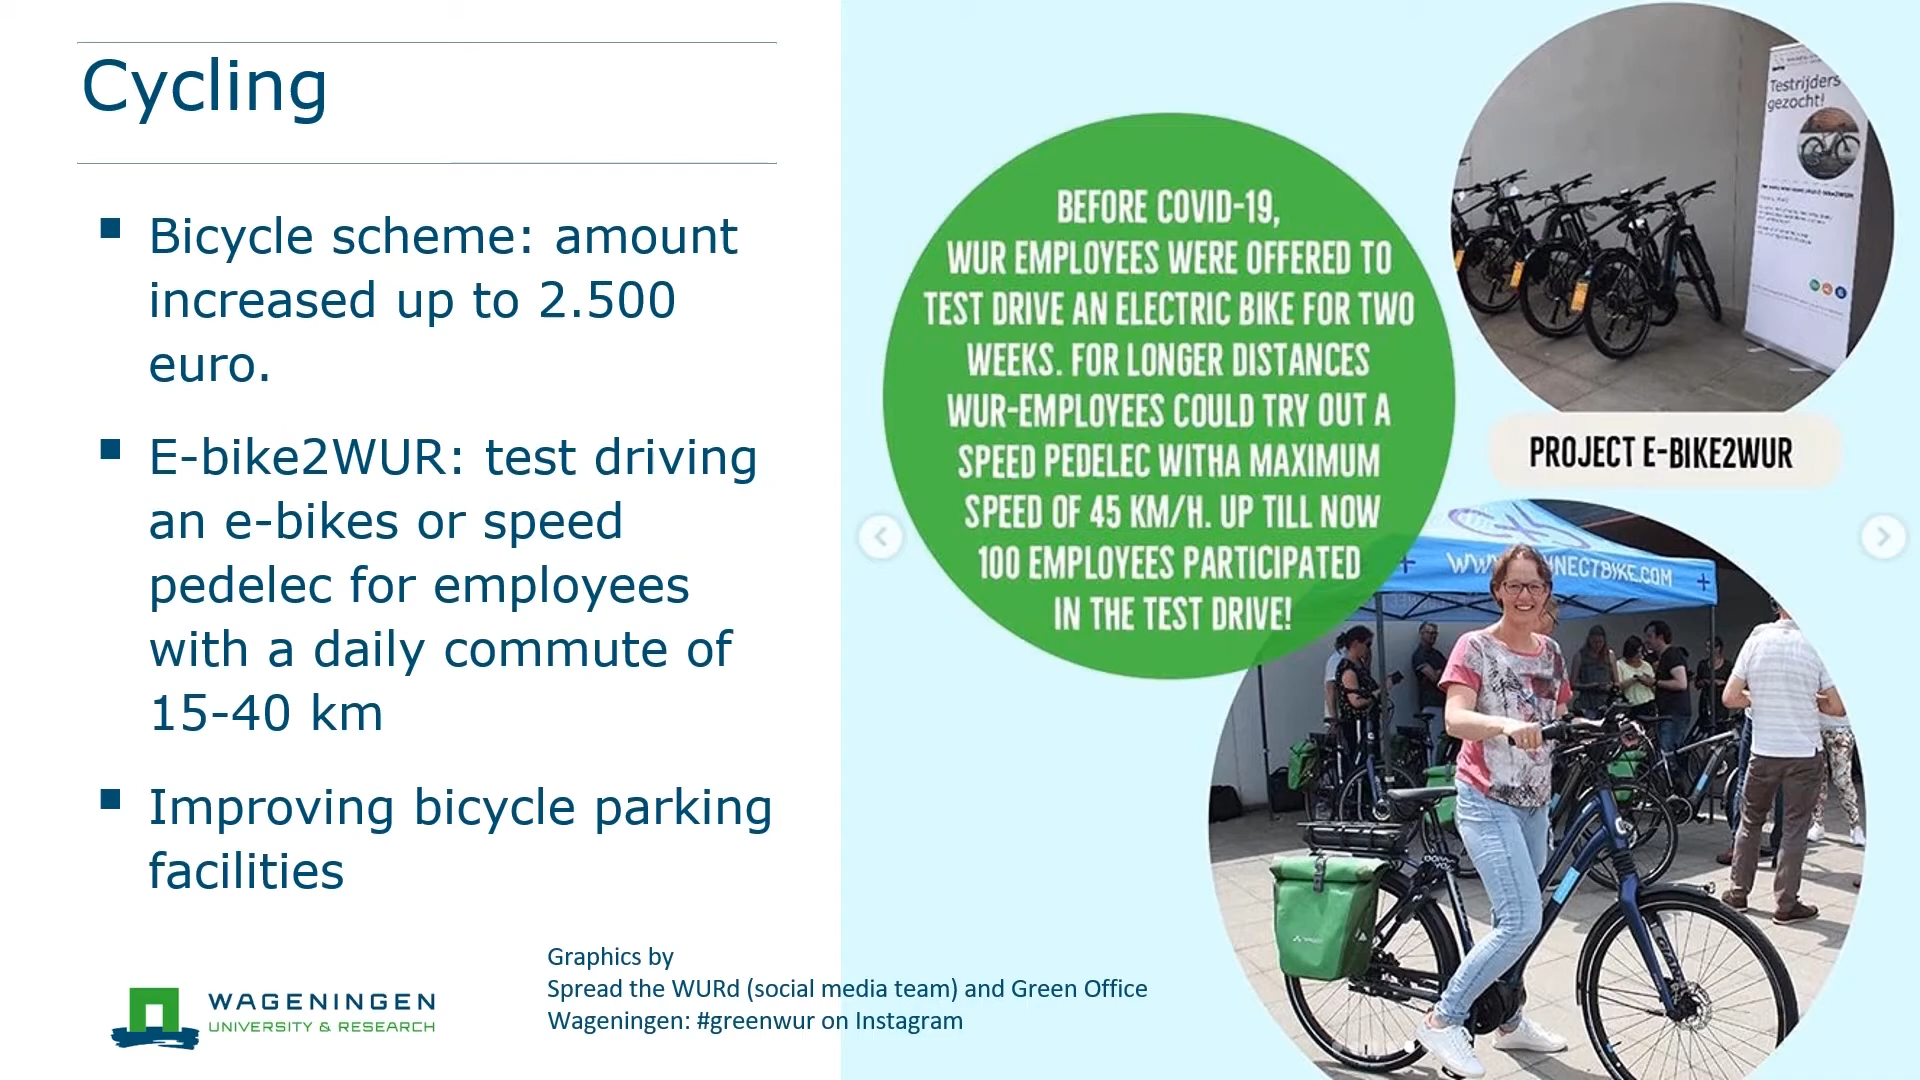 Cycling
Bicycle scheme: amount
increased up to 2.500
euro.
E-bike2WUR: test driving
an e-bikes or speed
pedelec for employees
with a daily commute of
15-40 km
Improving bicycle parking
facilities
WAGENINGEN
UNIVERSITY & RESEARCH
Graphics by
Spread the WURd (social media team) and Green Office
Wageningen: #greenwur on Instagram
BEFORE COVID-19,
WUR EMPLOYEES WERE OFFERED TO
TEST DRIVE AN ELECTRIC BIKE FOR TWO
WEEKS. FOR LONGER DISTANCES
WUR-EMPLOYEES COULD TRY OUT A
SPEED PEDELEC WITHA MAXIMUM
SPEED OF 45 KM/H. UP TILL NOW
100 EMPLOYEES PARTICIPATED
IN THE TEST DRIVE!
Testrijders
gezocht!
PROJECT E-BIKE2WUR